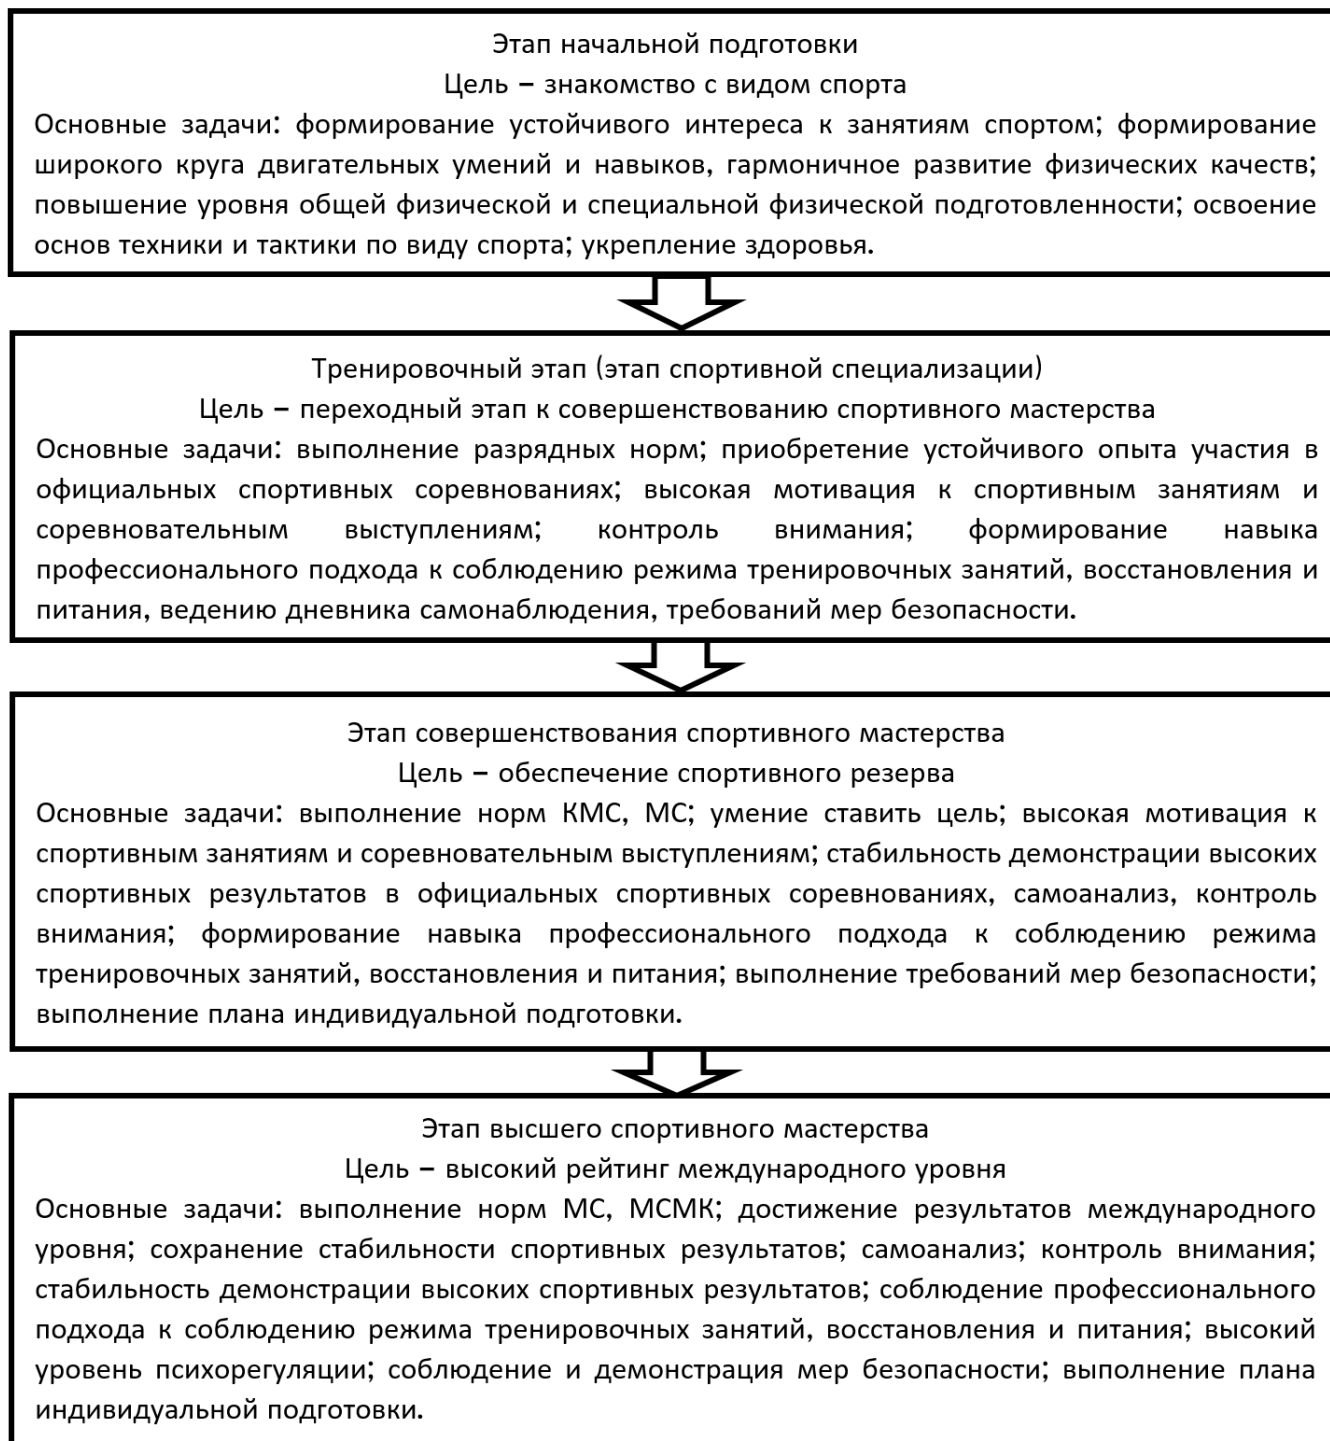 Этап начальной подготовки
Цель – знакомство с видом спорта
Основные задачи: формирование устойчивого интереса к занятиям спортом; формирование
широкого круга двигательных умений и навыков, гармоничное развитие физических качеств;
повышение уровня общей физической и специальной физической подготовленности; освоение
основ техники и тактики по виду спорта; укрепление здоровья.
Тренировочный этап (этап спортивной специализации)
Цель – переходный этап к совершенствованию спортивного мастерства
Основные задачи: выполнение разрядных норм; приобретение устойчивого опыта участия в
официальных спортивных соревнованиях; высокая мотивация к спортивным занятиям и
соревновательным выступлениям; контроль внимания; формирование навыка
профессионального подхода к соблюдению режима тренировочных занятий, восстановления и
питания, ведению дневника самонаблюдения, требований мер безопасности.
Этап совершенствования спортивного мастерства
Цель – обеспечение спортивного резерва
Основные задачи: выполнение норм КМС, МС; умение ставить цель; высокая мотивация к
спортивным занятиям и соревновательным выступлениям; стабильность демонстрации высоких
спортивных результатов в официальных спортивных соревнованиях, самоанализ, контроль
внимания; формирование навыка профессионального подхода к соблюдению режима
тренировочных занятий, восстановления и питания; выполнение требований мер безопасности;
выполнение плана индивидуальной подготовки.
Этап высшего спортивного мастерства
Цель – высокий рейтинг международного уровня
Основные задачи: выполнение норм МС, МСМК; достижение результатов международного
уровня; сохранение стабильности спортивных результатов; самоанализ; контроль внимания;
стабильность демонстрации высоких спортивных результатов; соблюдение профессионального
подхода к соблюдению режима тренировочных занятий, восстановления и питания; высокий
уровень психорегуляции; соблюдение и демонстрация мер безопасности; выполнение плана
индивидуальной подготовки.